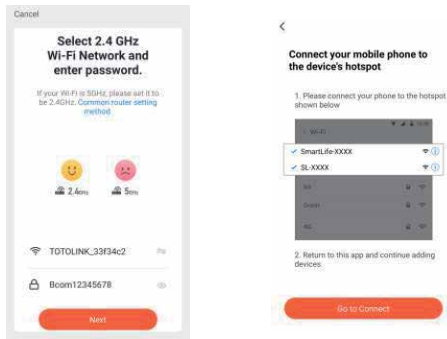 Cancel
Select 2.4 GHz
Wi-Fi Network and
enter password.
If your Wi-Fi is 5GHz, please set it to
be 2.4GHz. Common router setting
method
2.4GHz
5GHz
TOTOLINK_33f34c2
Bcom12345678
Next
Connect your mobile phone to
the device's hotspot
1. Please connect your phone to the hotspot
shown below
Wi-Fi
SmartLife-XXXX
SL-XXXX
2. Return to this app and continue adding
devices.
Go to Connect